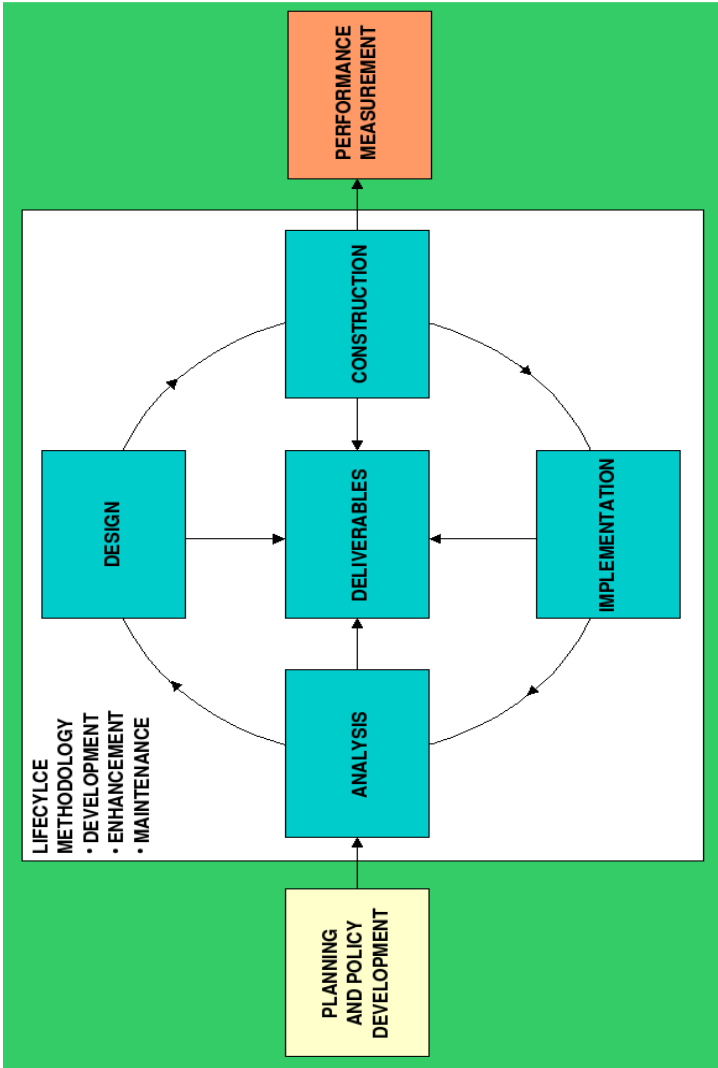 LIFECYLCE
METHODOLOGY
• DEVELOPMENT
• ENHANCEMENT
• MAINTENANCE
PLANNING
AND POLICY
DEVELOPMENT
ANALYSIS
DESIGN
DELIVERABLES
IMPLEMENTATION
CONSTRUCTION
PERFORMANCE
MEASUREMENT